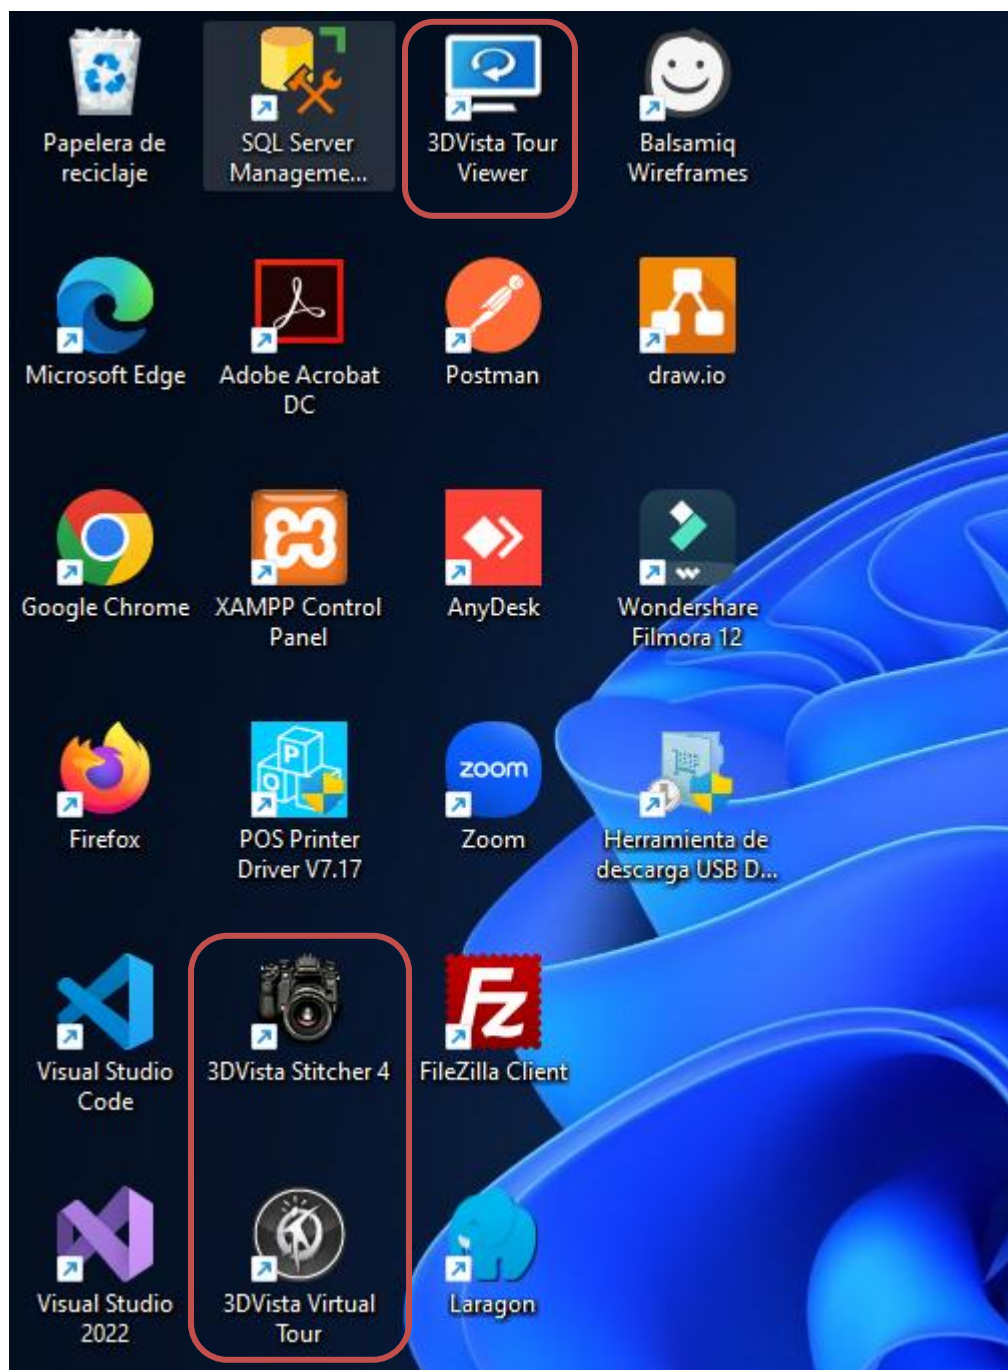 Papelera de
reciclaje
SQL Server
Manageme...
3DVista Tour
Viewer
Balsamiq
Wireframes
Microsoft Edge
Adobe Acrobat
DC
Postman
draw.io
Google Chrome
XAMPP Control
Panel
AnyDesk
Wondershare
Filmora 12
Firefox
P
O
POS Printer
Driver V7.17
zoom
Zoom
Herramienta de
descarga USB D...
Visual Studio
Code
3DVista Stitcher 4
Fz
FileZilla Client
Visual Studio
2022
3DVista Virtual
Tour
Laragon